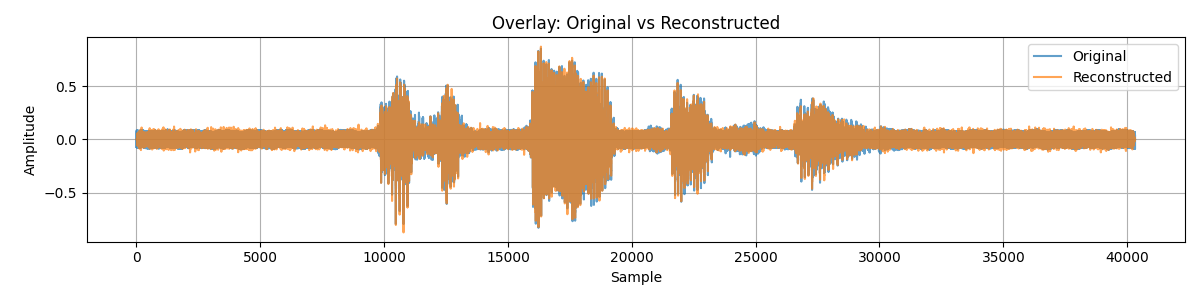 Overlay: Original vs Reconstructed
Original
Reconstructed
Amplitude
0.5
0.0
−0.5
0 5000 10000 15000 20000 25000 30000 35000 40000
Sample